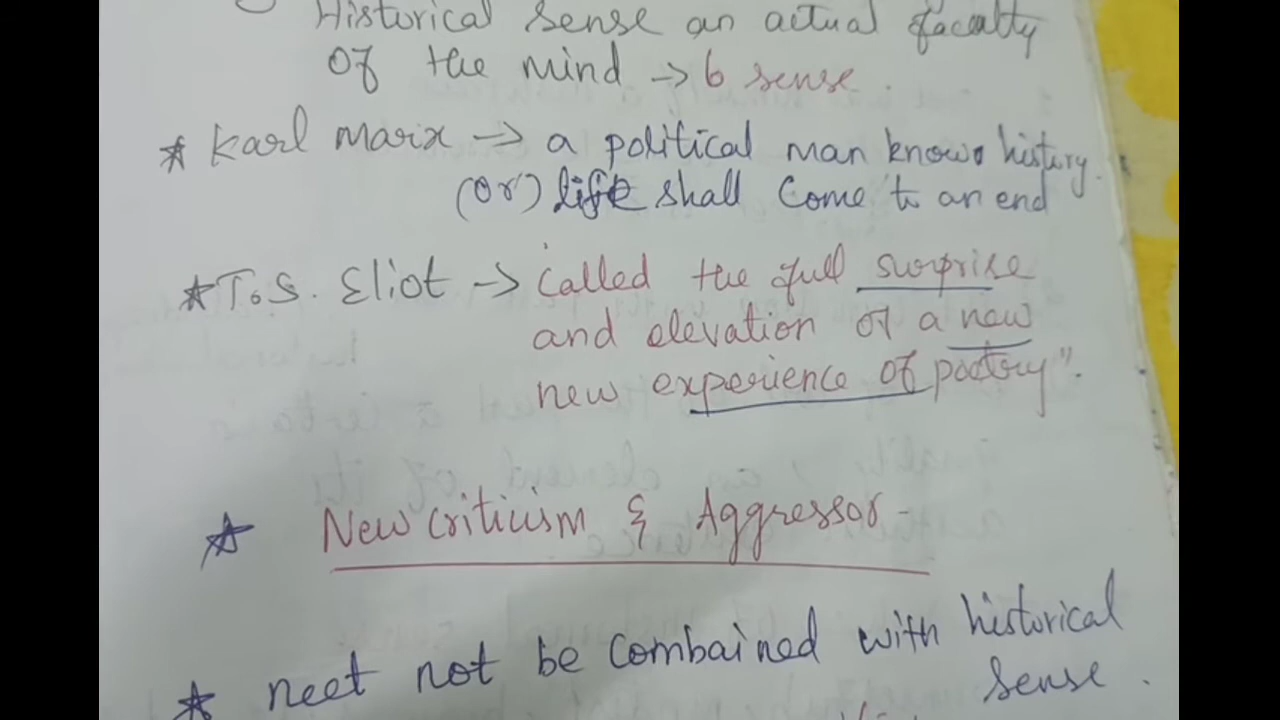 Historical sense an actual faculty
of the mind → 6 sense.
★ Karl marx → a political man knows history.
(or) life shall come to an end
★ T.S. Eliot → called the full surprise
and elevation of a new
new experience of poetry".
★ New criticism & Aggressor -
★ neet not be combained with historical
sense.